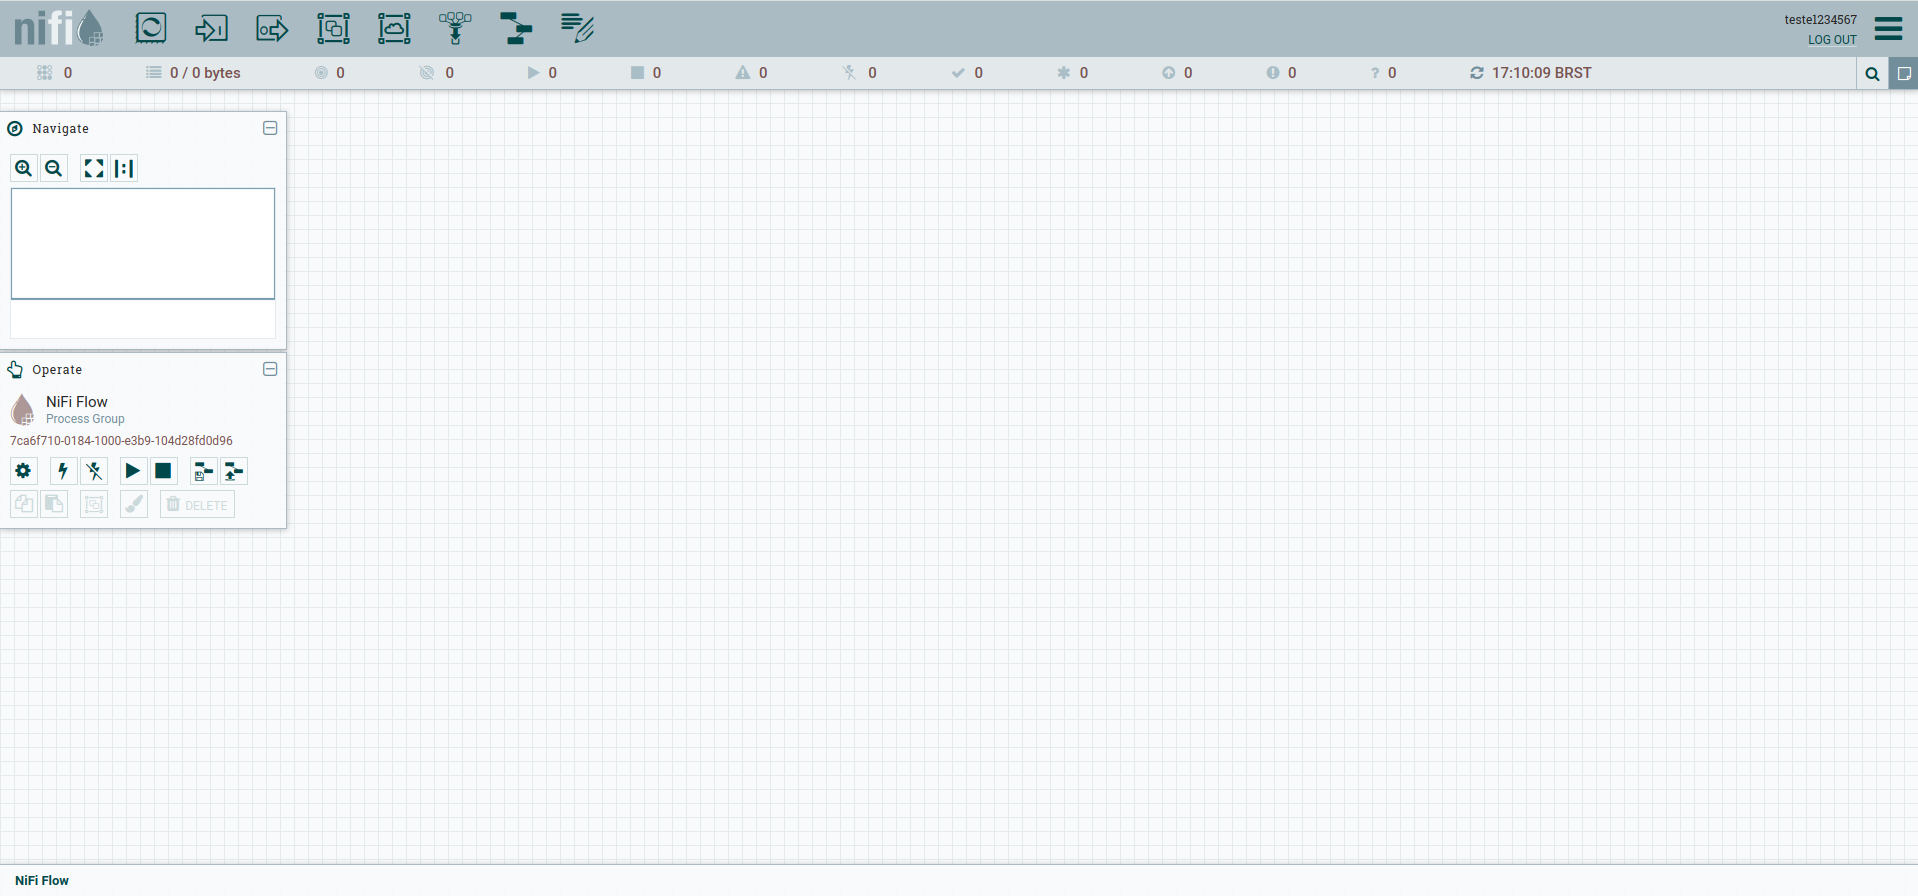 nifi
teste1234567
LOG OUT
0
0 / 0 bytes
0
0
0
0
0
0
0
0
0
0
? 0
17:10:09 BRST
Navigate
Operate
NiFi Flow
Process Group
7ca6f710-0184-1000-e3b9-104d28fd0d96
DELETE
NiFi Flow